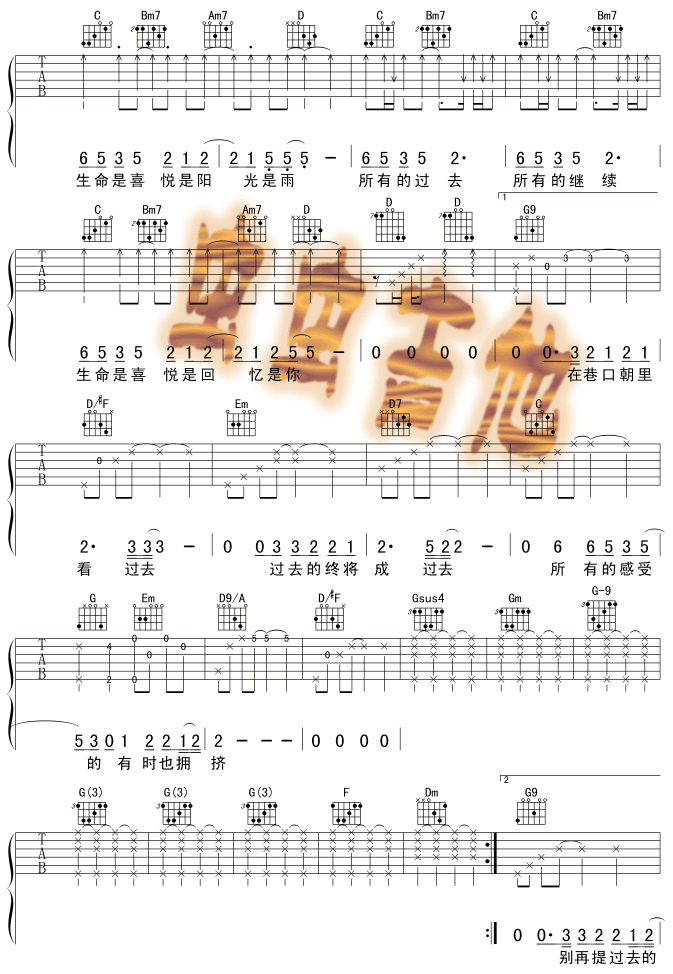 C Bm7 Am7 D C Bm7 C Bm7
T A B
6 5 3 5 2 1 2 2 1 5 5 5 - 6 5 3 5 2· 6 5 3 5 2·
生命是喜 悦是阳 光是雨 所有的过 去 所有的继 续
C Bm7 Am7 D D D 1 G9
T A B
6 5 3 5 2 1 2 2 1 2 5 5 - 0 0 0 0 0 0· 3 2 1 2 1
生命是喜 悦是回 忆是你 在巷口朝里
D/#F Em D7 C
T A B
2· 3 3 3 - 0 0 3 3 2 2 1 2· 5 2 2 - 0 6 6 5 3 5
看 过去 过去的终将 成 过去 所 有的感受
G Em D9/A D/#F Gsus4 Gm G-9
T A B
5 3 0 1 2 2 1 2 2 - - - 0 0 0 0
的 有 时也拥 挤
G(3) G(3) G(3) F Dm 2 G9
T A B
0 0· 3 3 2 2 1 2
别再提过去的